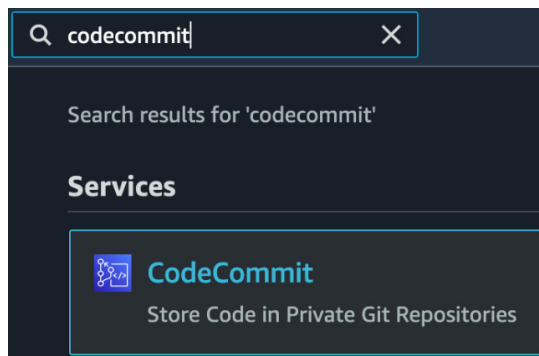 codecommit
Search results for 'codecommit'
Services
CodeCommit
Store Code in Private Git Repositories